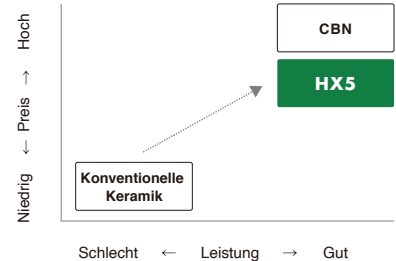 Hoch
CBN
HX5
Niedrig ← Preis →
Konventionelle
Keramik
Schlecht ← Leistung → Gut